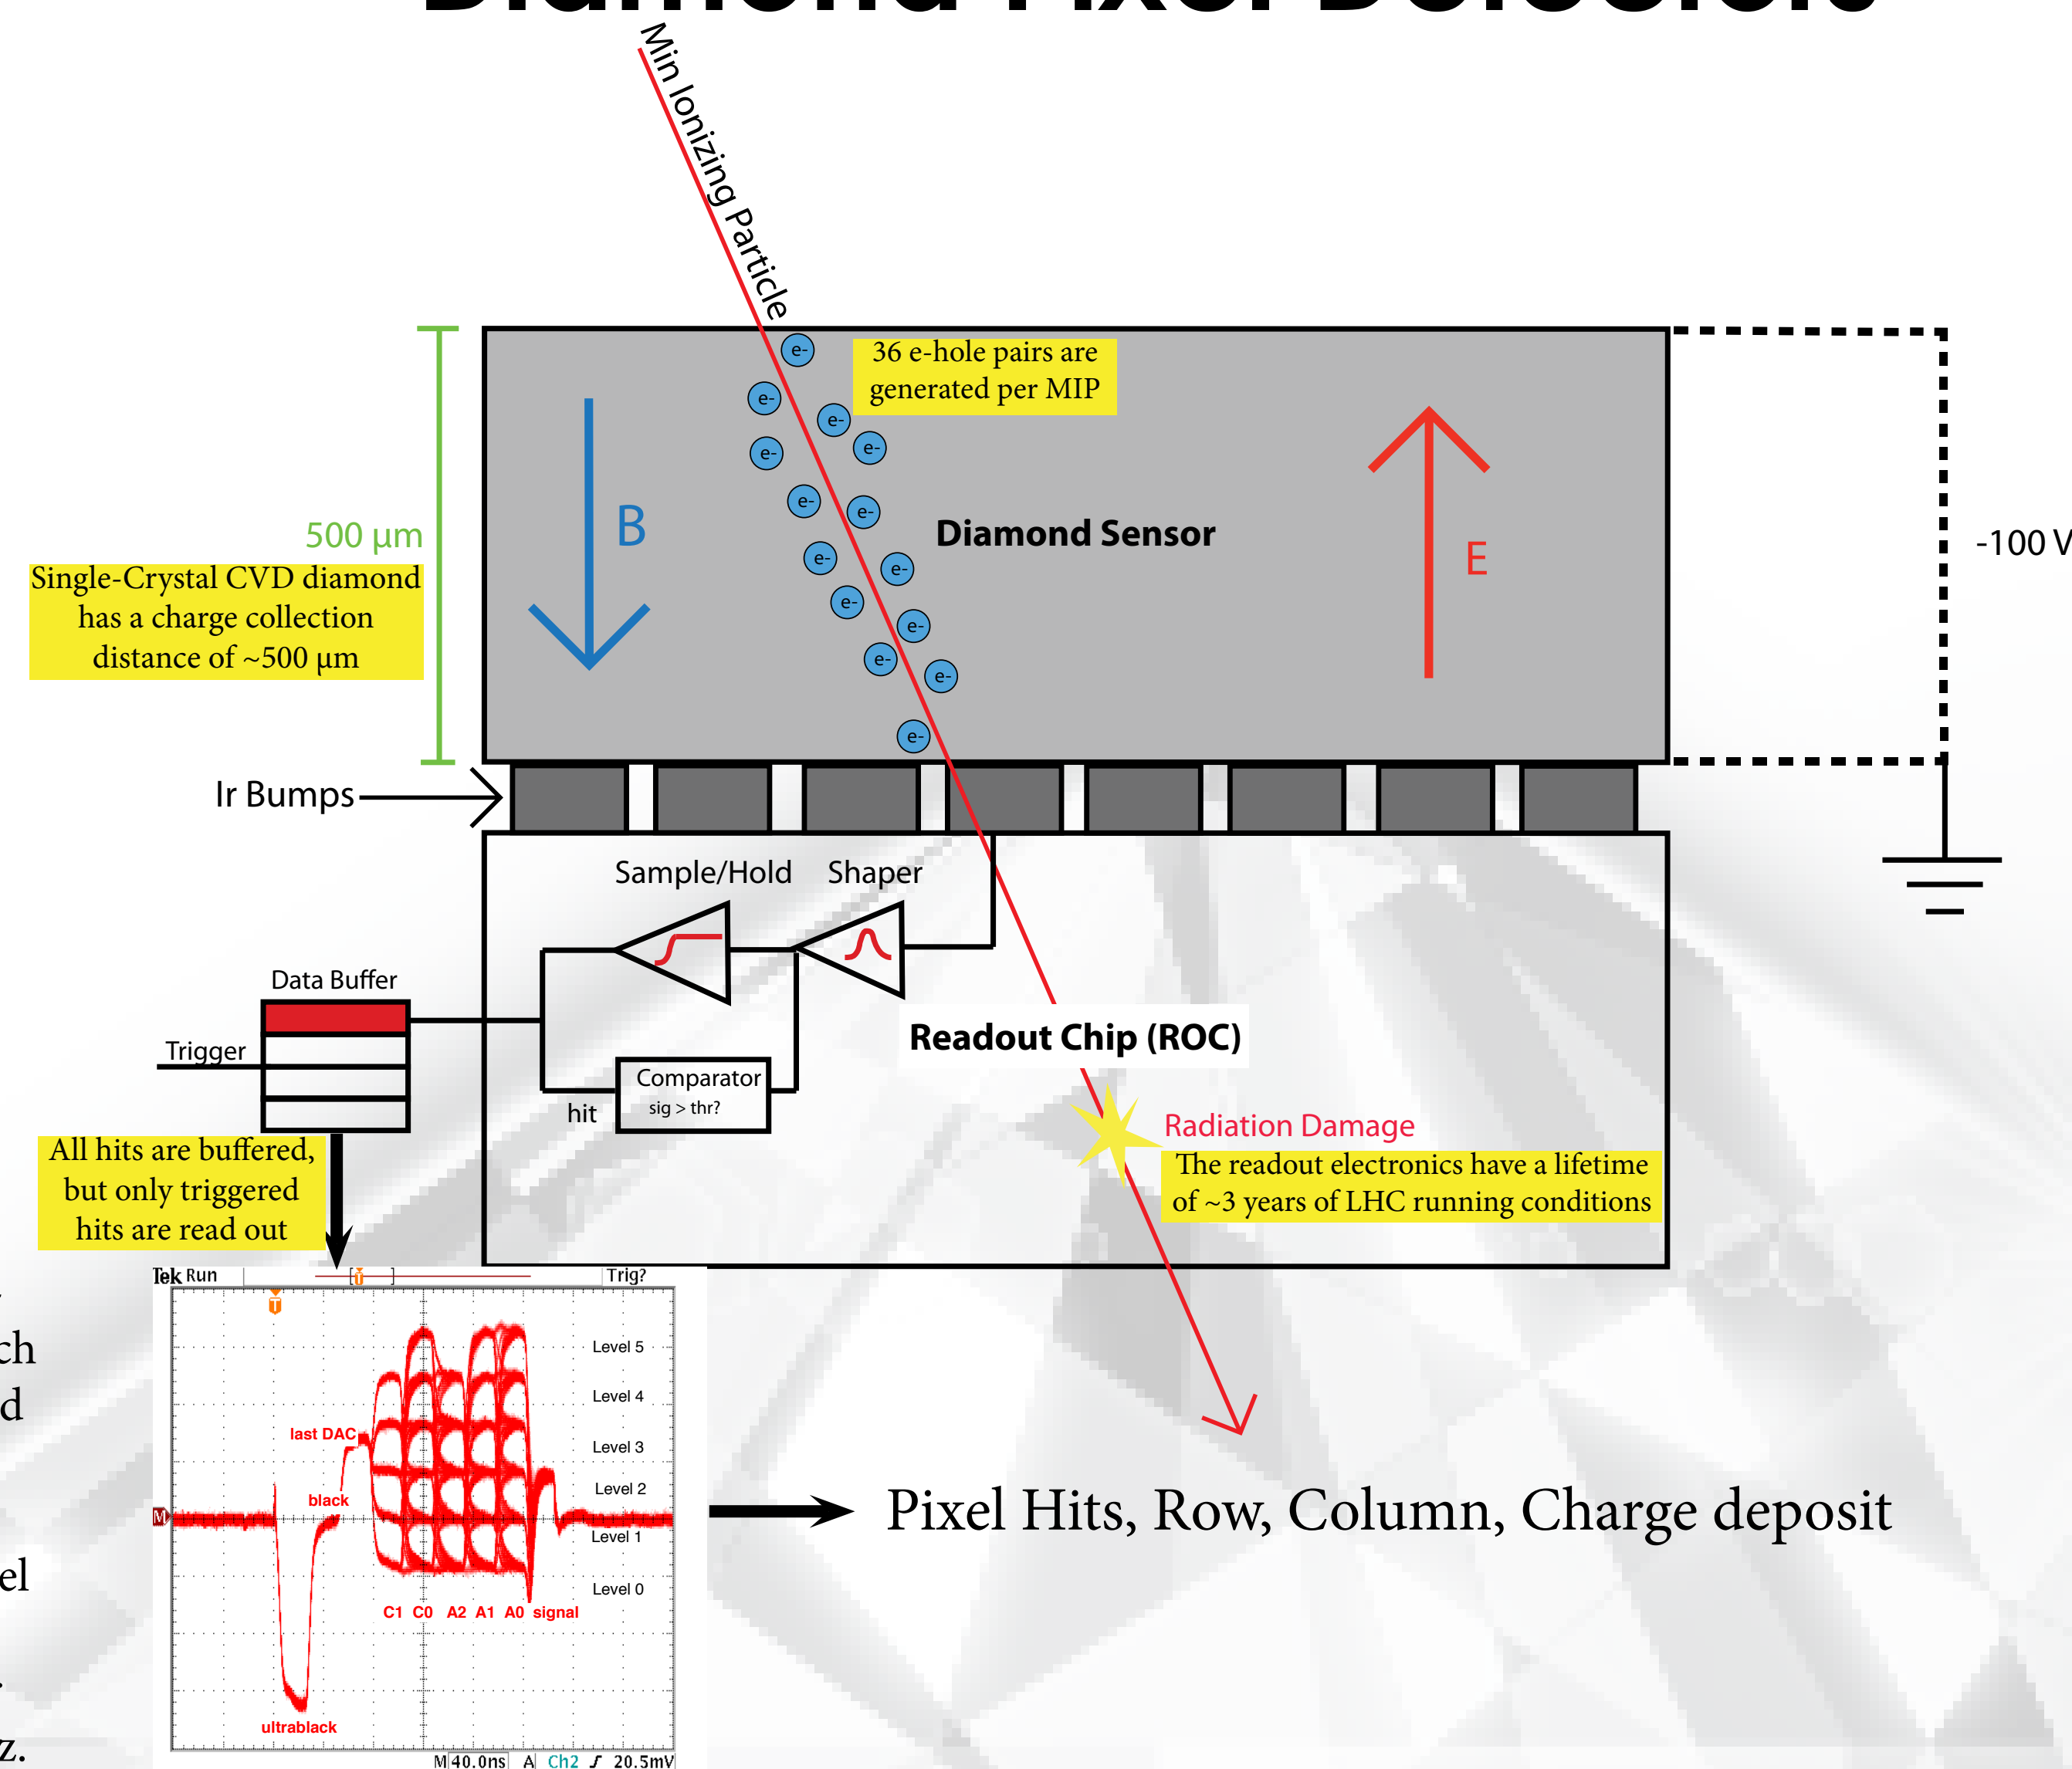 Diamond Pixel Detectors
Min Ionizing Particle
36 e-hole pairs are
generated per MIP
e-
e-
e-
e-
e-
e-
e-
e-
e-
e-
e-
e-
e-
e-
B
Diamond Sensor
E
-100 V
500 µm
Single-Crystal CVD diamond
has a charge collection
distance of ~500 µm
Ir Bumps
Sample/Hold
Shaper
Data Buffer
Trigger
Readout Chip (ROC)
Comparator
sig > thr?
hit
Radiation Damage
The readout electronics have a lifetime
of ~3 years of LHC running conditions
All hits are buffered,
but only triggered
hits are read out
Tek Run
Trig?
T
T
ch
d
el
z.
Level 5
Level 4
last DAC
Level 3
Level 2
black
M
Level 1
Level 0
C1 C0 A2 A1 A0 signal
ultrablack
M 40.0ns A Ch2 20.5mV
Pixel Hits, Row, Column, Charge deposit